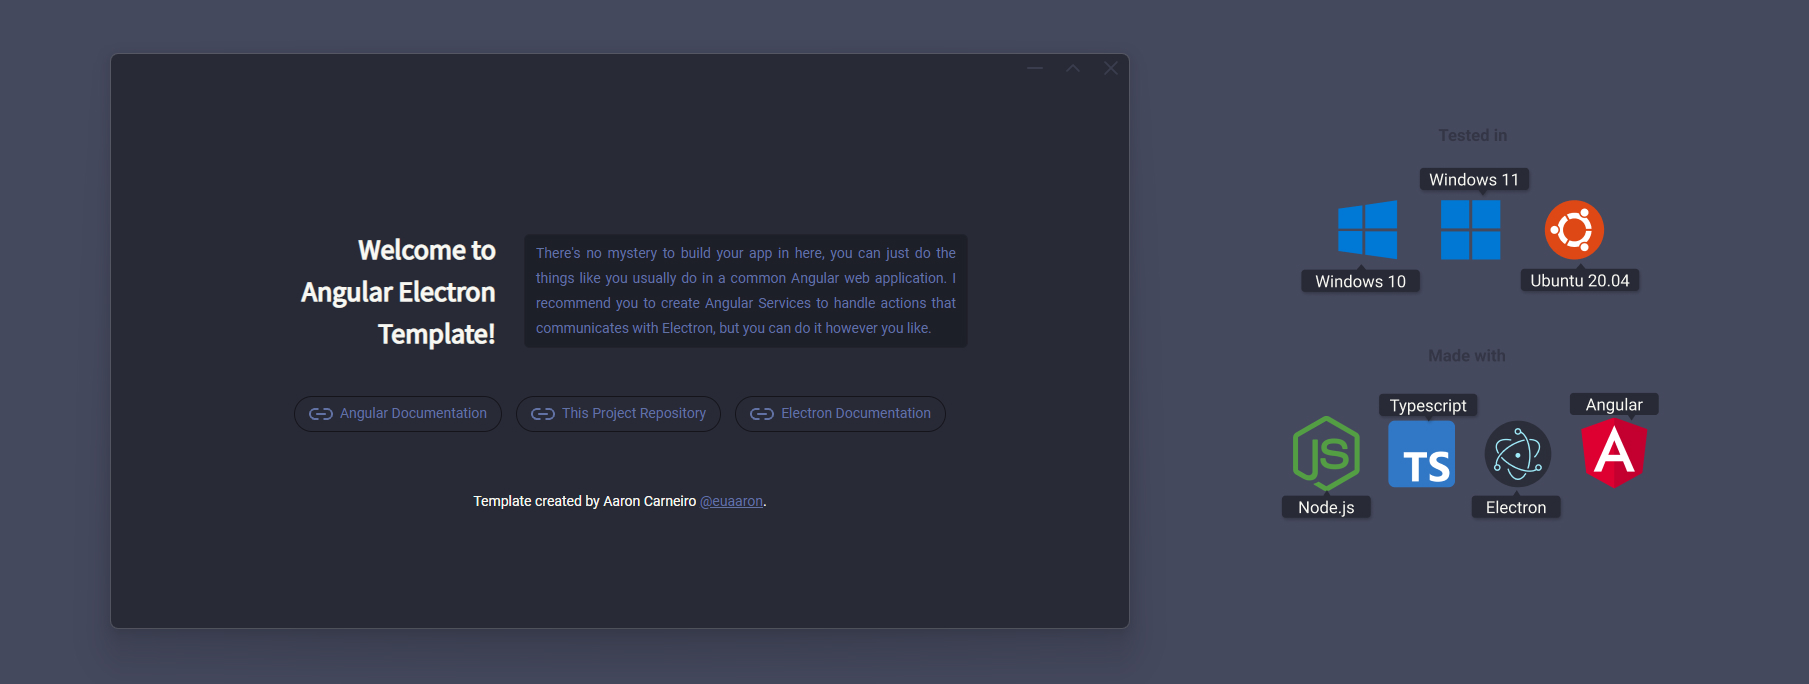 Welcome to
Angular Electron
Template!
There's no mystery to build your app in here, you can just do the
things like you usually do in a common Angular web application. I
recommend you to create Angular Services to handle actions that
communicates with Electron, but you can do it however you like.
Angular Documentation
This Project Repository
Electron Documentation
Template created by Aaron Carneiro @euaaron.
Tested in
Windows 11
Windows 10
Ubuntu 20.04
Made with
Typescript
Angular
JS
TS
A
Node.js
Electron